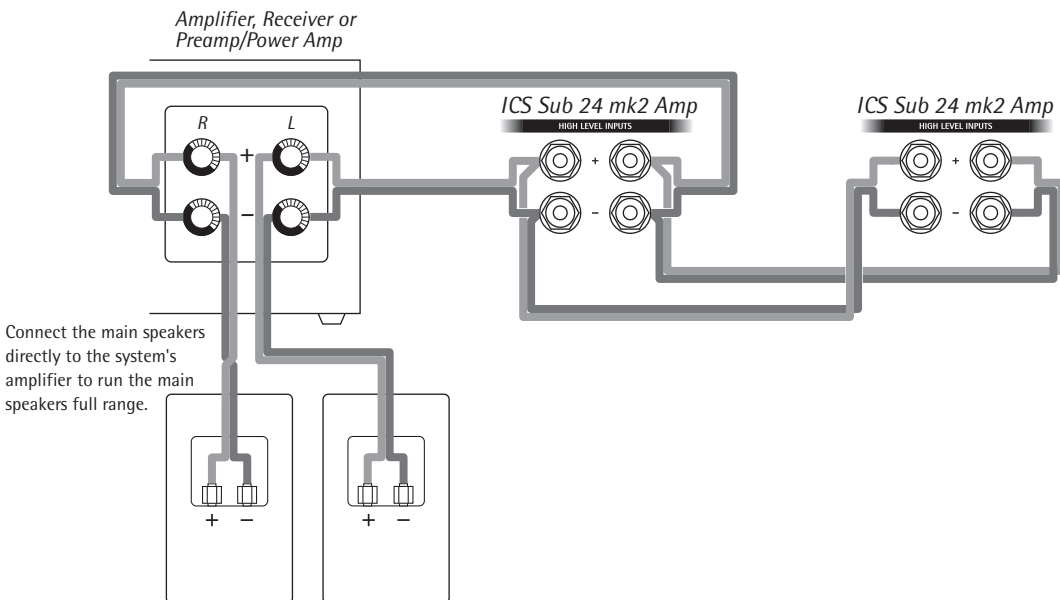 Amplifier, Receiver or
Preamp/Power Amp
ICS Sub 24 mk2 Amp
HIGH LEVEL INPUTS
ICS Sub 24 mk2 Amp
HIGH LEVEL INPUTS
R L
+
–
+
-
+
-
Connect the main speakers
directly to the system's
amplifier to run the main
speakers full range.
+ –
+ –